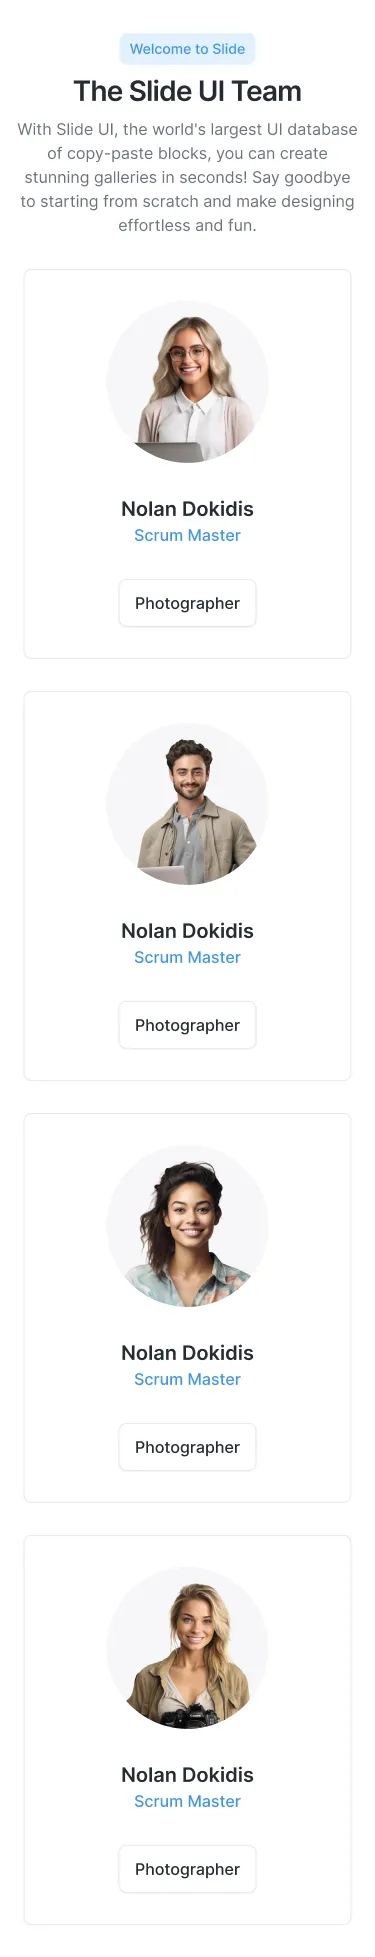 Welcome to Slide
The Slide UI Team
With Slide UI, the world's largest UI database
of copy-paste blocks, you can create
stunning galleries in seconds! Say goodbye
to starting from scratch and make designing
effortless and fun.
Nolan Dokidis
Scrum Master
Photographer
Nolan Dokidis
Scrum Master
Photographer
Nolan Dokidis
Scrum Master
Photographer
Nolan Dokidis
Scrum Master
Photographer